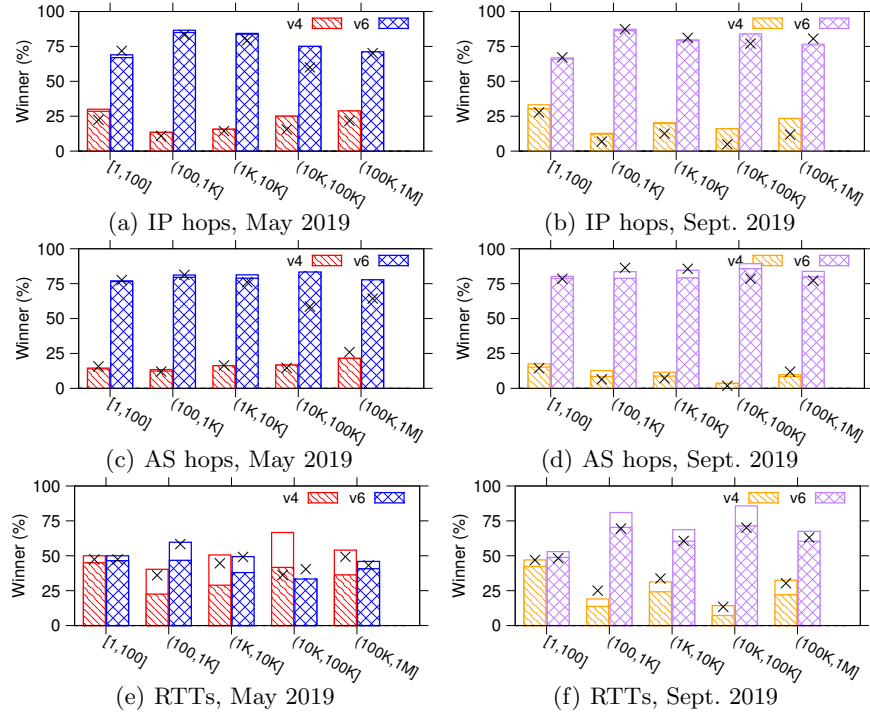 v4 v6
v4 v6
Winner (%)
100
75
50
25
0
[1,100]
(100,1K]
(1K,10K]
(10K,100K]
(100K,1M]
(a) IP hops, May 2019
Winner (%)
100
75
50
25
0
[1,100]
(100,1K]
(1K,10K]
(10K,100K]
(100K,1M]
(b) IP hops, Sept. 2019
v4 v6
Winner (%)
100
75
50
25
0
[1,100]
(100,1K]
(1K,10K]
(10K,100K]
(100K,1M]
(c) AS hops, May 2019
v4 v6
Winner (%)
100
75
50
25
0
[1,100]
(100,1K]
(1K,10K]
(10K,100K]
(100K,1M]
(d) AS hops, Sept. 2019
v4 v6
Winner (%)
100
75
50
25
0
[1,100]
(100,1K]
(1K,10K]
(10K,100K]
(100K,1M]
(e) RTTs, May 2019
v4 v6
Winner (%)
100
75
50
25
0
[1,100]
(100,1K]
(1K,10K]
(10K,100K]
(100K,1M]
(f) RTTs, Sept. 2019